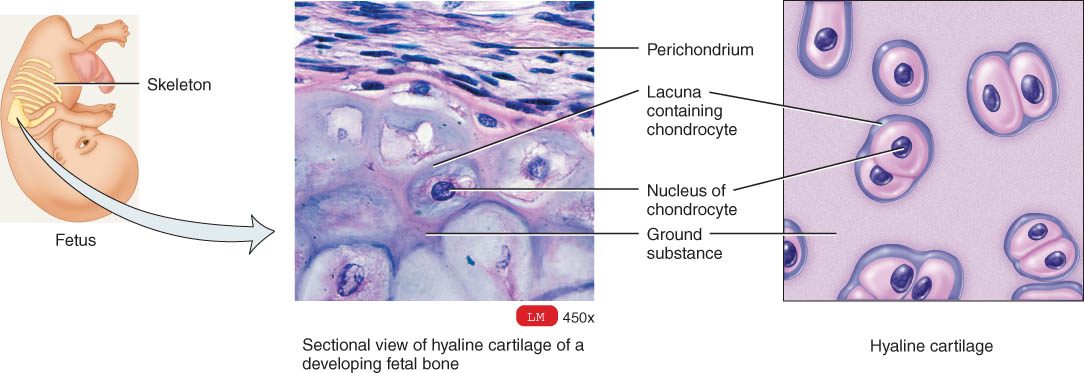 Skeleton
Fetus
Perichondrium
Lacuna
containing
chondrocyte
Nucleus of
chondrocyte
Ground
substance
LM 450x
Sectional view of hyaline cartilage of a
developing fetal bone
Hyaline cartilage